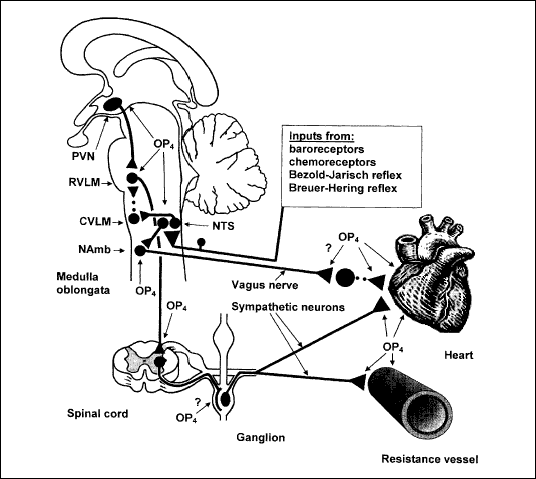 PVN
OP4
RVLM
CVLM
NTS
NAmb
Medulla
oblongata
OP4
Inputs from:
baroreceptors
chemoreceptors
Bezold-Jarisch reflex
Breuer-Hering reflex
? OP4
Vagus nerve
Sympathetic neurons
OP4
OP4
Heart
Spinal cord
?
OP4
Ganglion
OP4
Resistance vessel